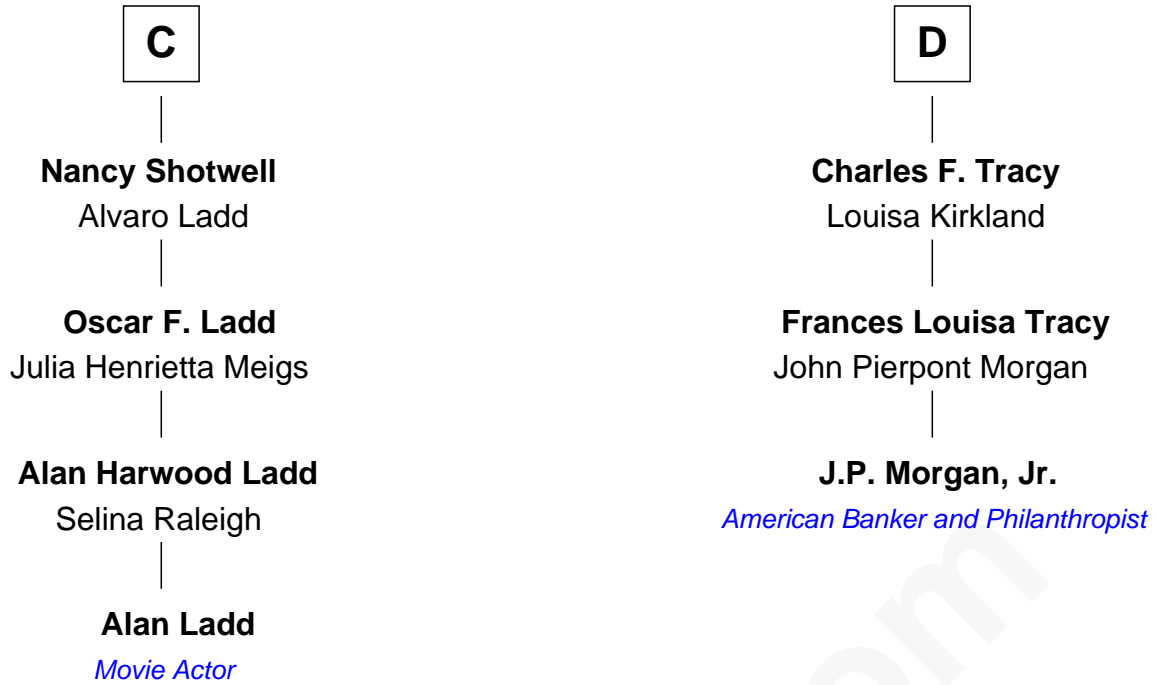 C
Nancy Shotwell
Alvaro Ladd
Oscar F. Ladd
Julia Henrietta Meigs
Alan Harwood Ladd
Selina Raleigh
Alan Ladd
Movie Actor
D
Charles F. Tracy
Louisa Kirkland
Frances Louisa Tracy
John Pierpont Morgan
J.P. Morgan, Jr.
American Banker and Philanthropist
om